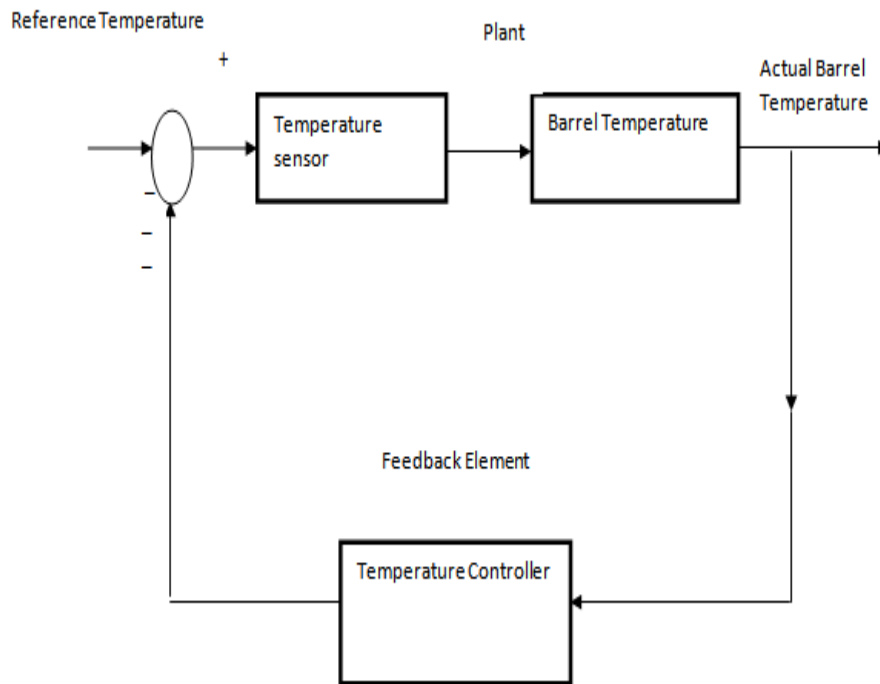 Reference Temperature
+
Plant
Actual Barrel
Temperature
Temperature
sensor
Barrel Temperature
–
–
–
Feedback Element
Temperature Controller